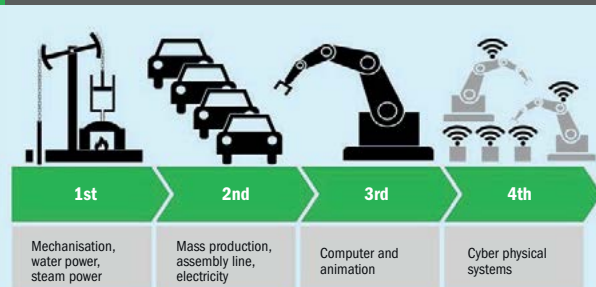 1st
2nd
3rd
4th
Mechanisation,
water power,
steam power
Mass production,
assembly line,
electricity
Computer and
animation
Cyber physical
systems